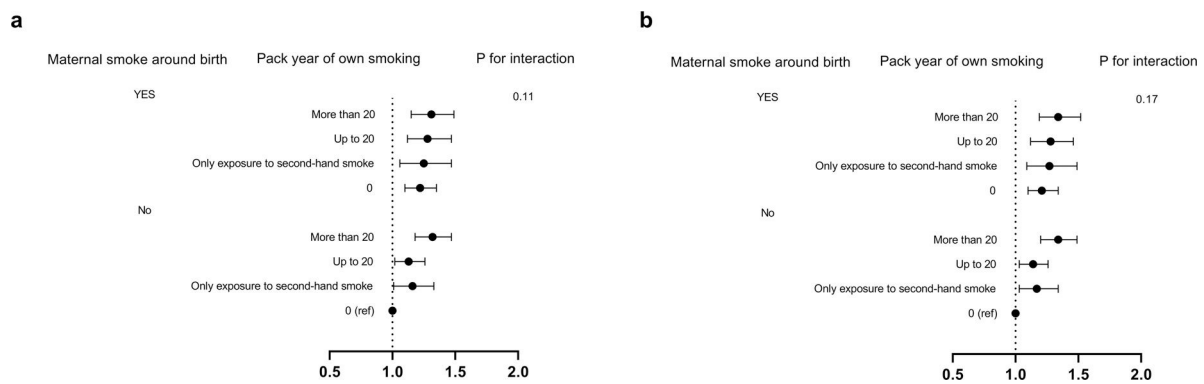 a
Maternal smoke around birth Pack year of own smoking P for interaction
YES 0.11
More than 20
Up to 20
Only exposure to second-hand smoke
0
No
More than 20
Up to 20
Only exposure to second-hand smoke
0 (ref)
0.5 1.0 1.5 2.0
b
Maternal smoke around birth Pack year of own smoking P for interaction
YES 0.17
More than 20
Up to 20
Only exposure to second-hand smoke
0
No
More than 20
Up to 20
Only exposure to second-hand smoke
0 (ref)
0.5 1.0 1.5 2.0